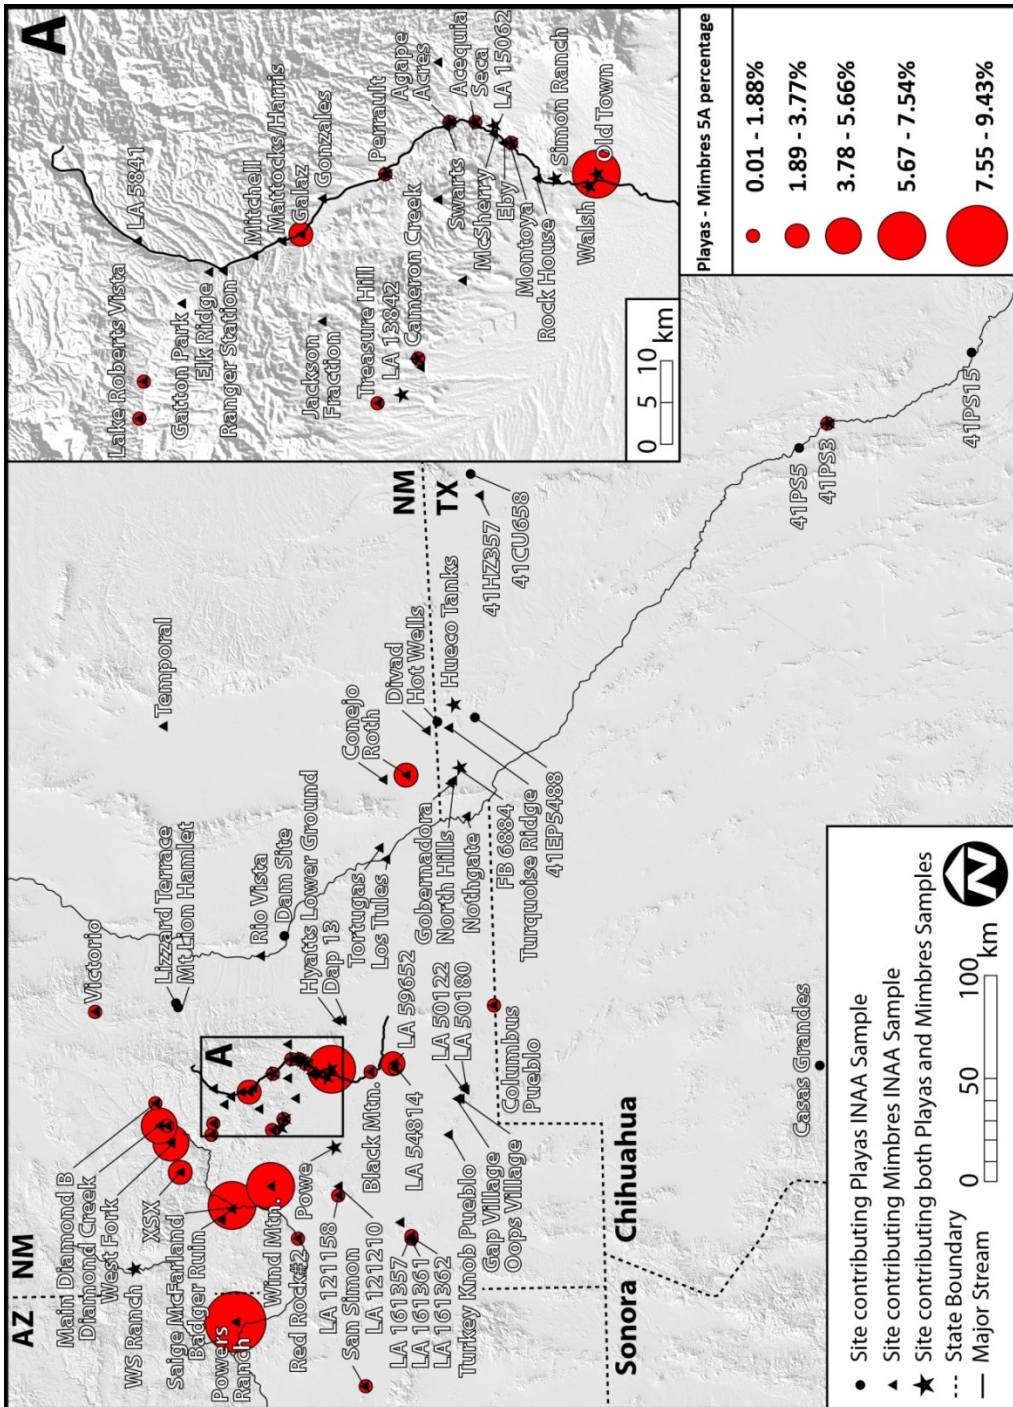 AZ
NM
Main Diamond B
Diamond Creek
West Fork
WS Ranch
XSX
Saige McFarland
Badger Ruin
Powers
Ranch
Wind Mtn.
Red Rock#2
Powe
LA 121158
San Simon
LA 121210
LA 161357
LA 161361
LA 161362
Turkey Knob Pueblo
Gap Village
Oops Village
Black Mtn.
LA 54814
LA 59652
LA 50122
LA 50180
Columbus
Pueblo
Victorio
Lizzard Terrace
Mt Lion Hamlet
A
Rio Vista
Dam Site
Hyatts Lower Ground
Dap 13
Tortugas
Los Tules
Temporal
Conejo
Roth
Divad
Hot Wells
Hueco Tanks
Gobernadora
North Hills
Nothgate
FB 6884
Turquoise Ridge
41EP5488
NM
TX
41HZ357
41CU658
41PS5
41PS3
41PS15
Sonora
Chihuahua
Casas Grandes
A
Lake Roberts Vista
LA 5841
Gatton Park
Elk Ridge
Ranger Station
Mitchell
Mattocks/Harris
Galaz
Gonzales
Jackson
Fraction
Perrault
Treasure Hill
LA 13842
Cameron Creek
Agape
Acres
Acequia
Seca
LA 15062
Swarts
McSherry
Eby
Montoya
Rock House
Simon Ranch
Walsh
Old Town
0 5 10
km
Playas - Mimbres 5A percentage
0.01 - 1.88%
1.89 - 3.77%
3.78 - 5.66%
5.67 - 7.54%
7.55 - 9.43%
Site contributing Playas INAA Sample
Site contributing Mimbres INAA Sample
Site contributing both Playas and Mimbres Samples
State Boundary
Major Stream
0 50 100
km
N